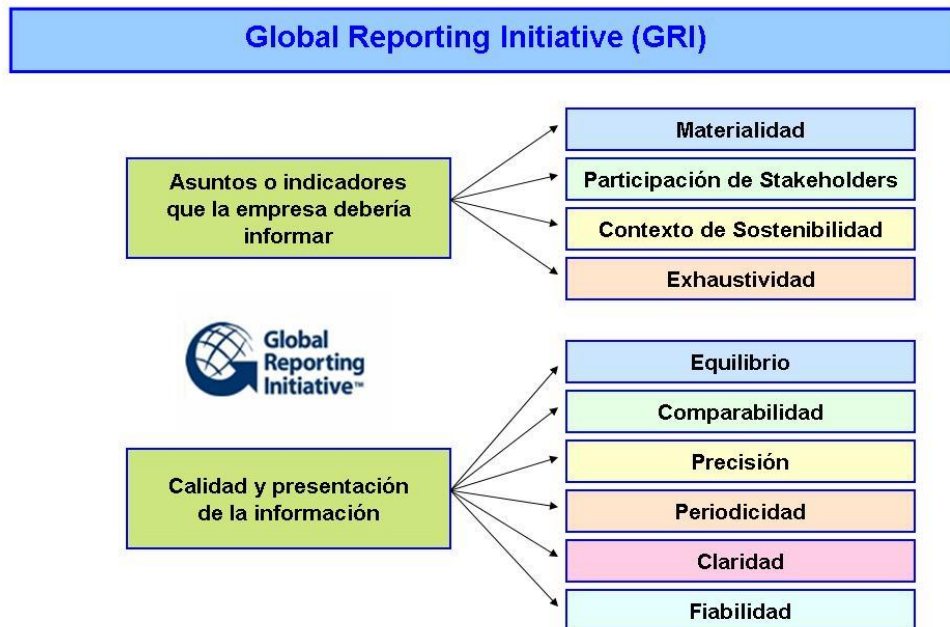 Global Reporting Initiative (GRI)
Asuntos o indicadores
que la empresa debería
informar
Materialidad
Participación de Stakeholders
Contexto de Sostenibilidad
Exhaustividad
Global
Reporting
Initiative™
Calidad y presentación
de la información
Equilibrio
Comparabilidad
Precisión
Periodicidad
Claridad
Fiabilidad